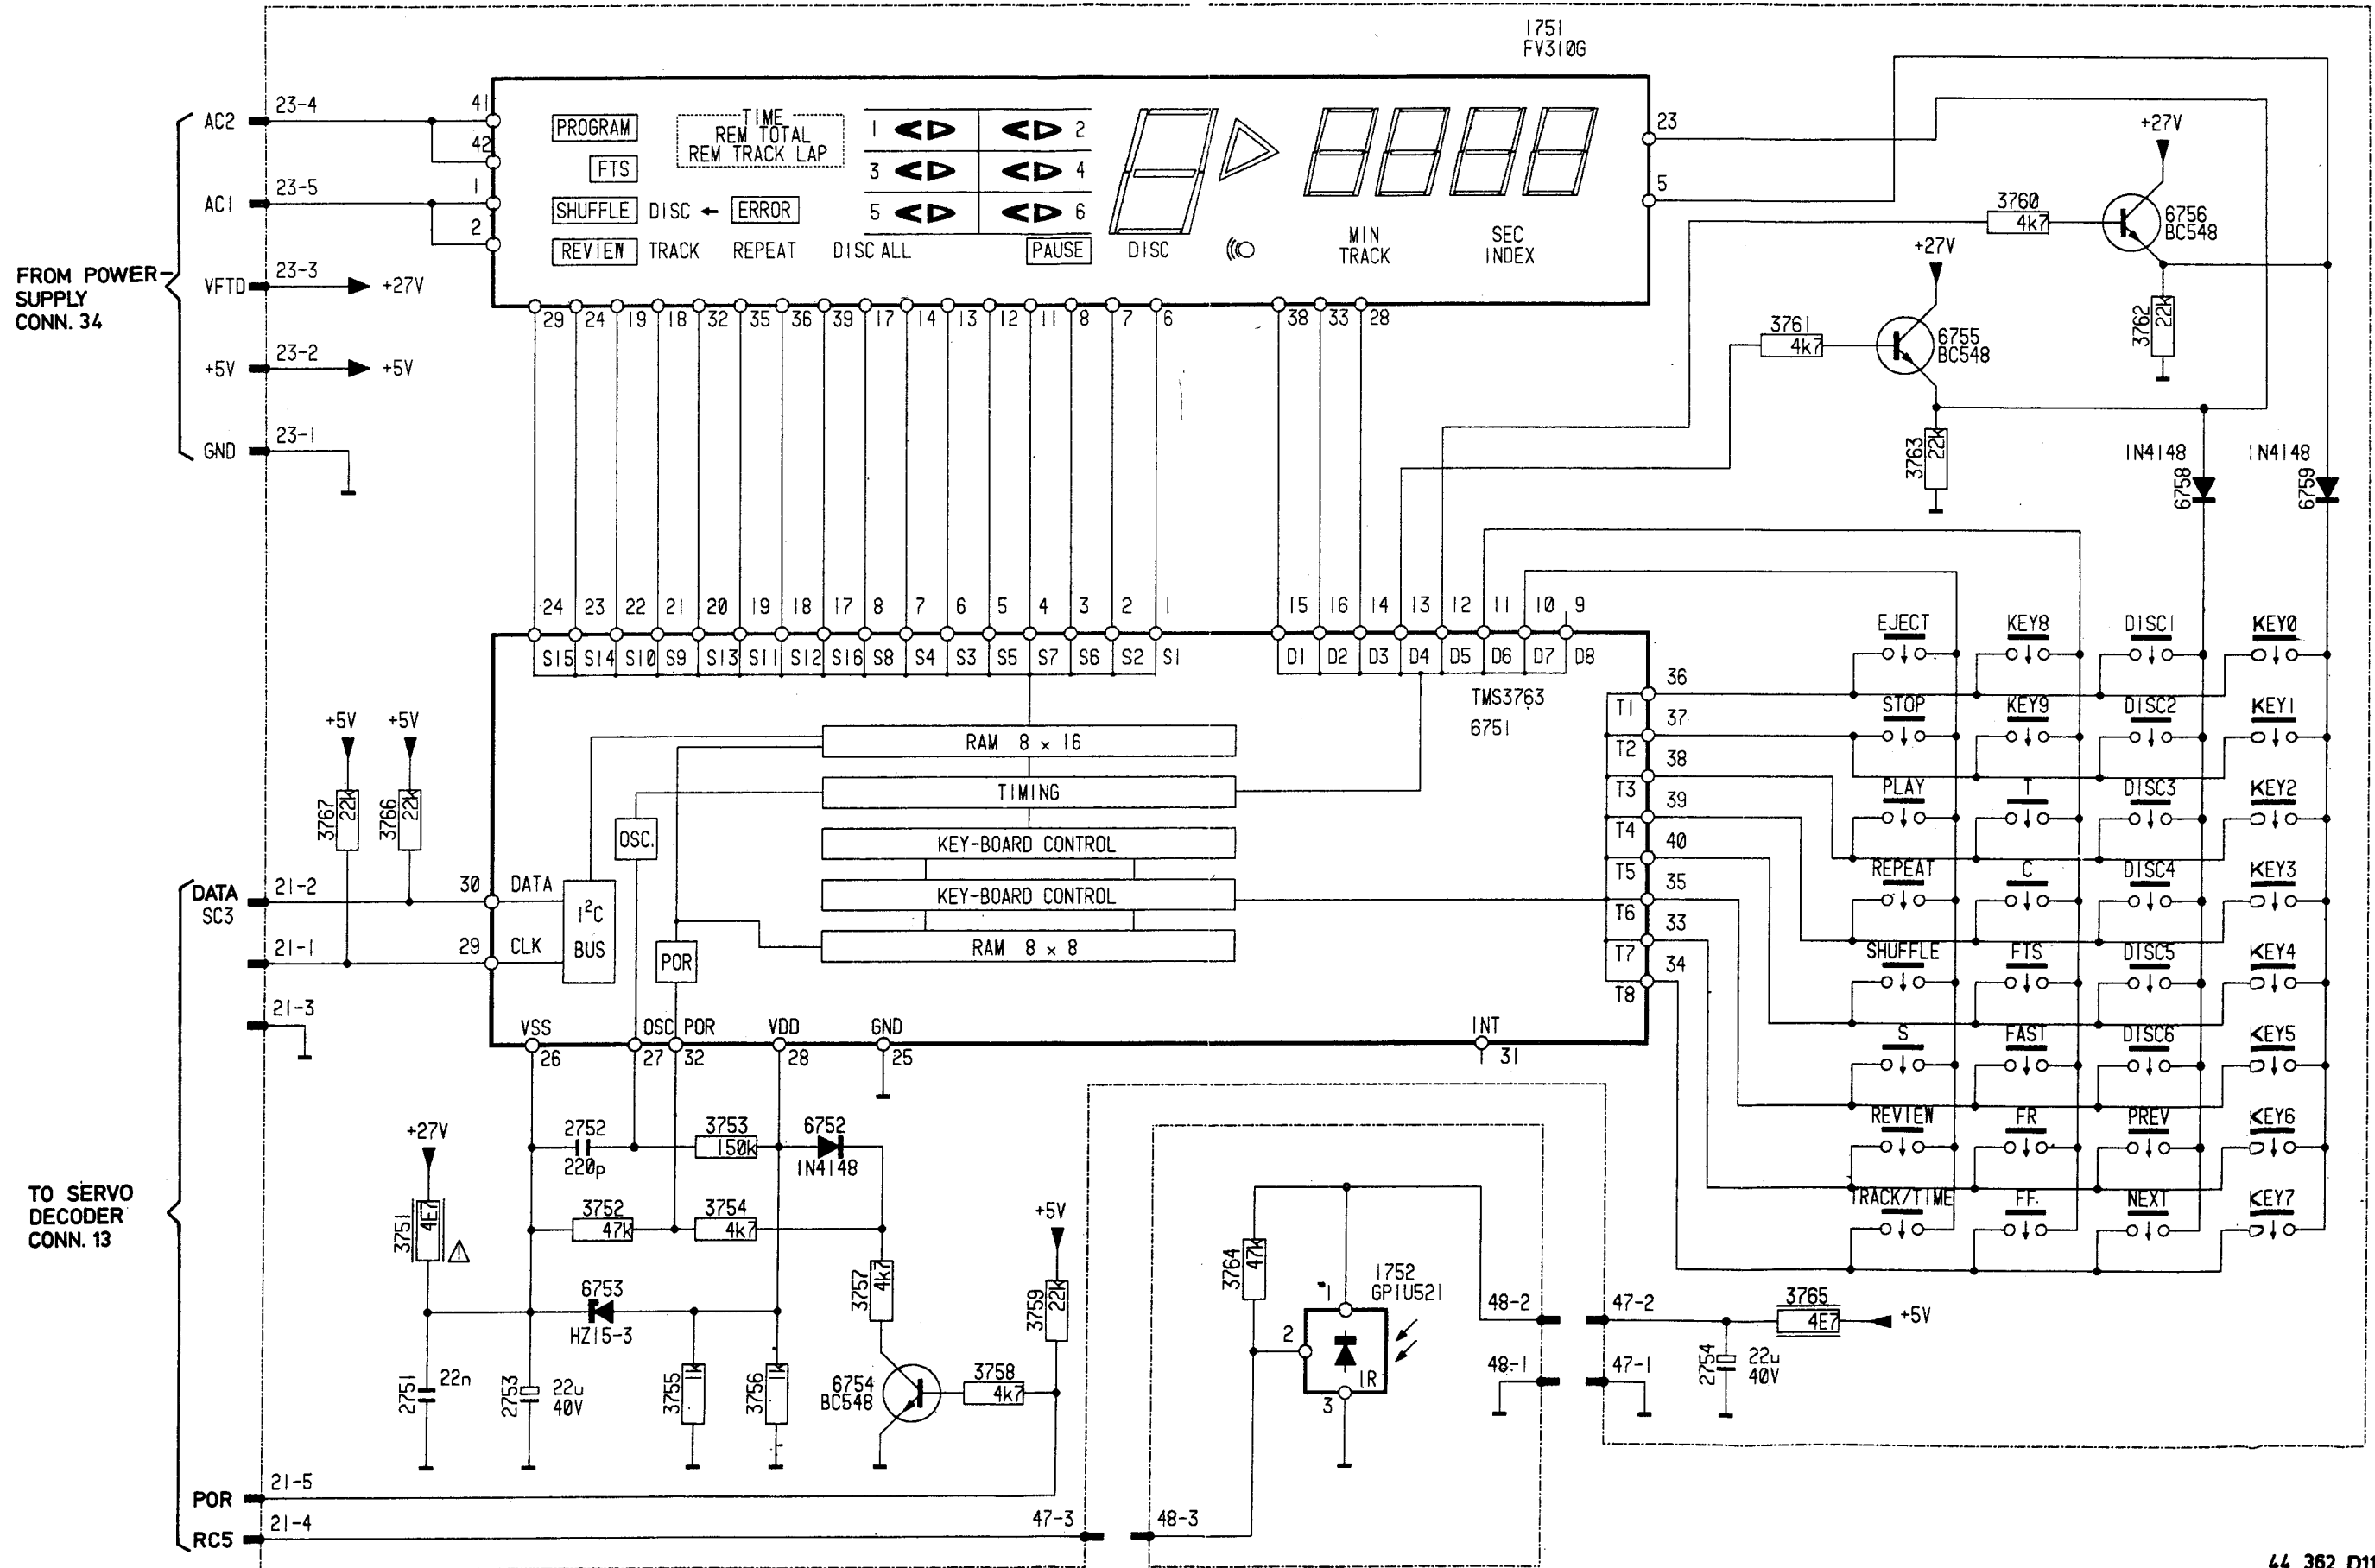 1751
FV310G
AC2
23-4
41
42
AC1
23-5
1
2
FROM POWER
SUPPLY
CONN. 34
VFTD
23-3
+27V
+5V
23-2
+5V
GND
23-1
PROGRAM
TIME
REM TOTAL
REM TRACK LAP
FTS
SHUFFLE DISC ← ERROR
REVIEW TRACK REPEAT DISC ALL PAUSE DISC
1 2
3 4
5 6
MIN
TRACK
SEC
INDEX
23
5
29 24 19 18 32 35 36 39 17 14 13 12 11 8 7 6 38 33 28
+27V
3760
4k7
6756
BC548
+27V
3761
4k7
6755
BC548
3762
22k
3763
22k
1N4148
6758
1N4148
6759
24 23 22 21 20 19 18 17 8 7 6 5 4 3 2 1 15 16 14 13 12 11 10 9
S15 S14 S10 S9 S13 S11 S12 S16 S8 S4 S3 S5 S7 S6 S2 S1 D1 D2 D3 D4 D5 D6 D7 D8
TMS3763
6751
RAM 8 × 16
TIMING
KEY-BOARD CONTROL
KEY-BOARD CONTROL
RAM 8 × 8
OSC.
POR
I²C
BUS
36
T1
37
T2
38
T3
39
T4
40
T5
35
T6
33
T7
34
T8
EJECT KEY8 DISC1 KEY0
STOP KEY9 DISC2 KEY1
PLAY T DISC3 KEY2
REPEAT C DISC4 KEY3
SHUFFLE FTS DISC5 KEY4
S FAST DISC6 KEY5
REVIEW FR PREV KEY6
TRACK/TIME FF NEXT KEY7
+5V
+5V
3767
22k
3766
22k
DATA
SC3
21-2
30
DATA
21-1
29
CLK
21-3
TO SERVO
DECODER
CONN. 13
VSS OSC POR VDD GND INT
26 27 32 28 25 31
+27V
3751
4E7
2752
220p
3753
150k
6752
1N4148
3752
47k
3754
4k7
6753
HZ15-3
3757
4k7
+5V
3759
22k
2751
22n
2753
22u
40V
3755
1k
3756
1k
6754
BC548
3758
4k7
3764
47k
1752
GP1U521
1
2
3
IR
48-2
47-2
48-1
47-1
3765
4E7
+5V
2754
22u
40V
POR
21-5
RC5
21-4
47-3
48-3
44 362 D11